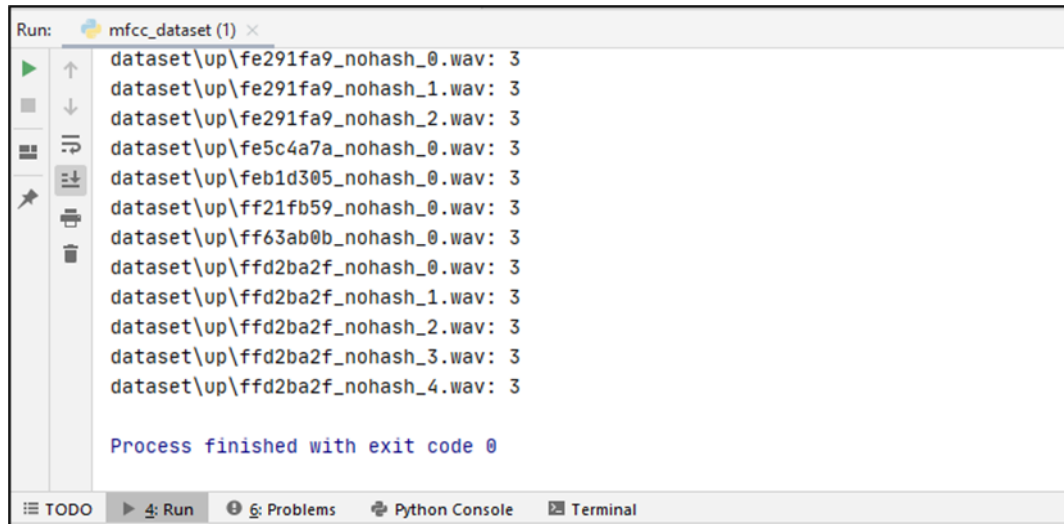 Run: mfcc_dataset (1) ×
dataset\up\fe291fa9_nohash_0.wav: 3
dataset\up\fe291fa9_nohash_1.wav: 3
dataset\up\fe291fa9_nohash_2.wav: 3
dataset\up\fe5c4a7a_nohash_0.wav: 3
dataset\up\feb1d305_nohash_0.wav: 3
dataset\up\ff21fb59_nohash_0.wav: 3
dataset\up\ff63ab0b_nohash_0.wav: 3
dataset\up\ffd2ba2f_nohash_0.wav: 3
dataset\up\ffd2ba2f_nohash_1.wav: 3
dataset\up\ffd2ba2f_nohash_2.wav: 3
dataset\up\ffd2ba2f_nohash_3.wav: 3
dataset\up\ffd2ba2f_nohash_4.wav: 3
Process finished with exit code 0
TODO 4: Run 6: Problems Python Console Terminal